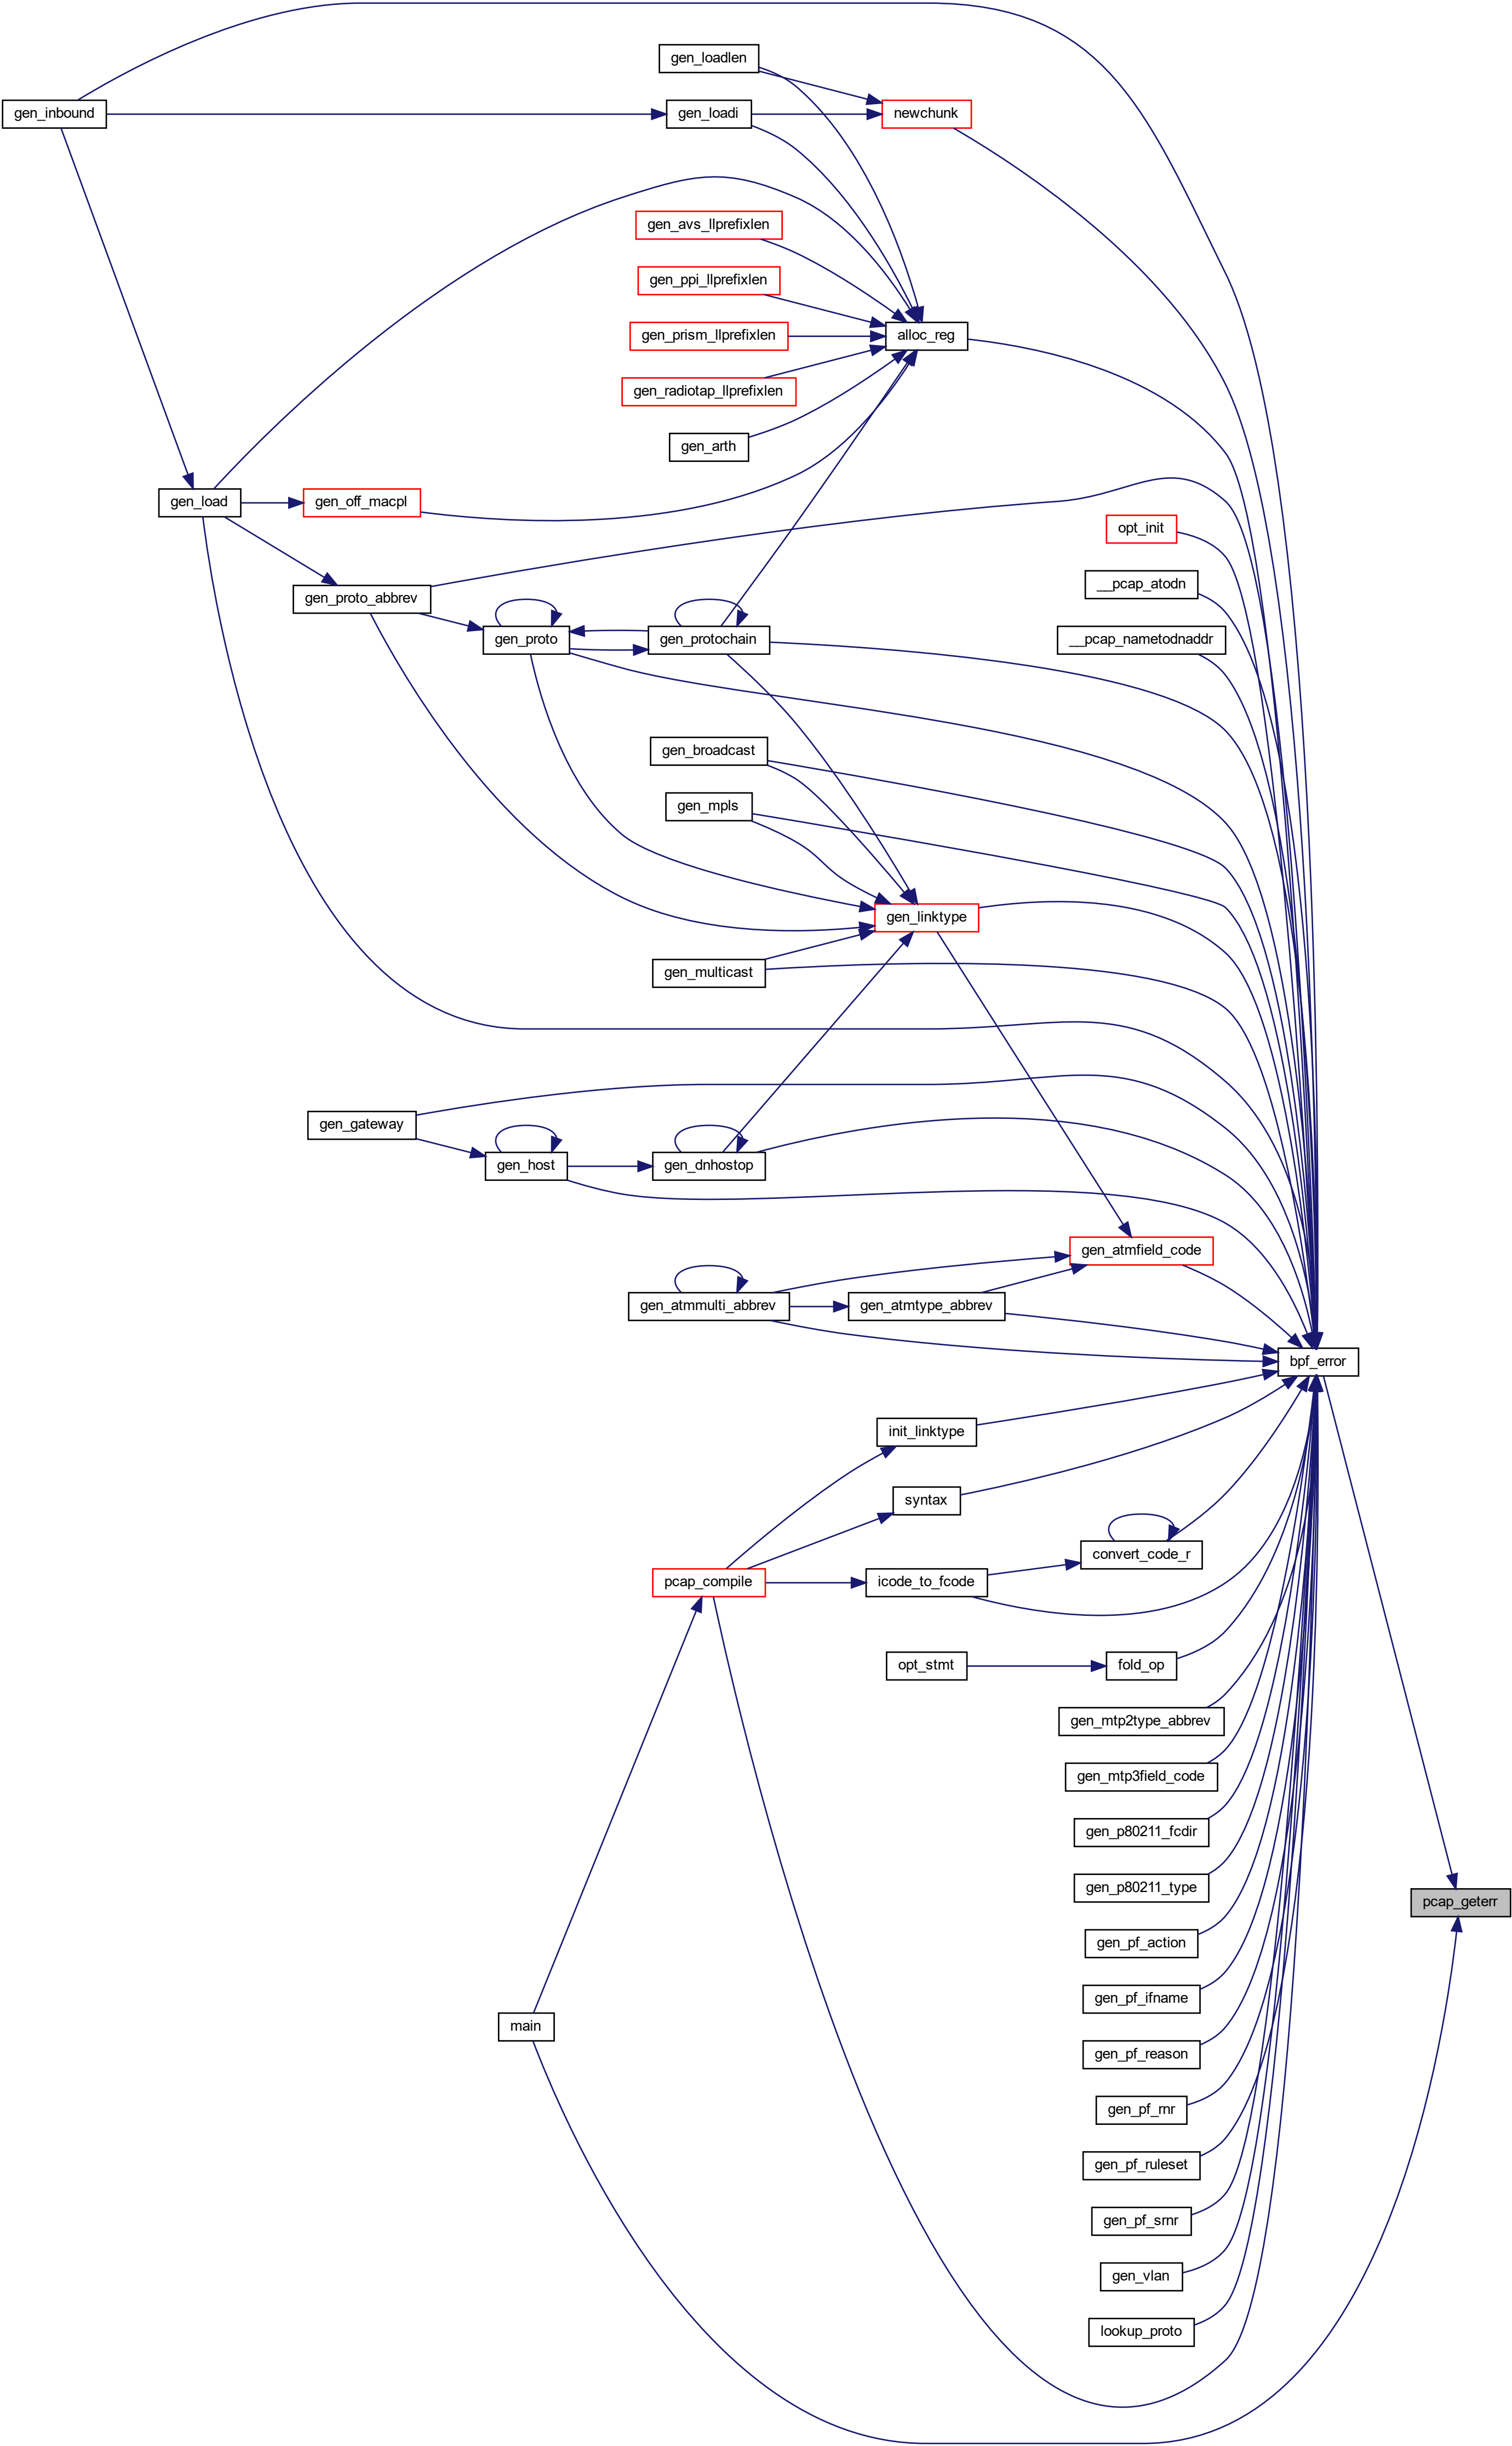 gen_loadlen
gen_inbound
gen_loadi
newchunk
gen_avs_llprefixlen
gen_ppi_llprefixlen
gen_prism_llprefixlen
alloc_reg
gen_radiotap_llprefixlen
gen_arth
gen_load
gen_off_macpl
opt_init
__pcap_atodn
gen_proto_abbrev
gen_proto
gen_protochain
__pcap_nametodnaddr
gen_broadcast
gen_mpls
gen_linktype
gen_multicast
gen_gateway
gen_host
gen_dnhostop
gen_atmfield_code
gen_atmmulti_abbrev
gen_atmtype_abbrev
bpf_error
init_linktype
syntax
convert_code_r
pcap_compile
icode_to_fcode
opt_stmt
fold_op
gen_mtp2type_abbrev
gen_mtp3field_code
gen_p80211_fcdir
gen_p80211_type
pcap_geterr
gen_pf_action
gen_pf_ifname
main
gen_pf_reason
gen_pf_rnr
gen_pf_ruleset
gen_pf_srnr
gen_vlan
lookup_proto